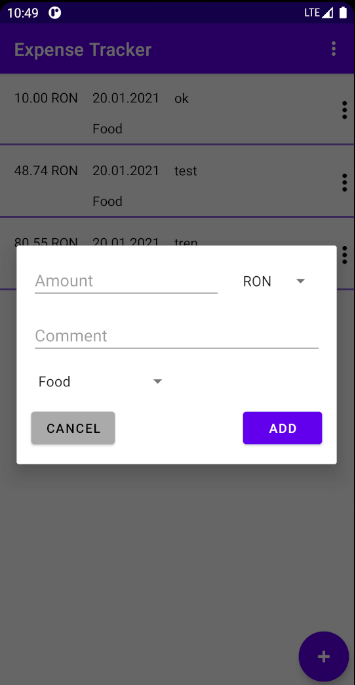 10:49 LTE
Expense Tracker
10.00 RON 20.01.2021 ok
Food
48.74 RON 20.01.2021 test
Food
80.55 RON 20.01.2021 tren
Amount RON
Comment
Food
CANCEL ADD
+